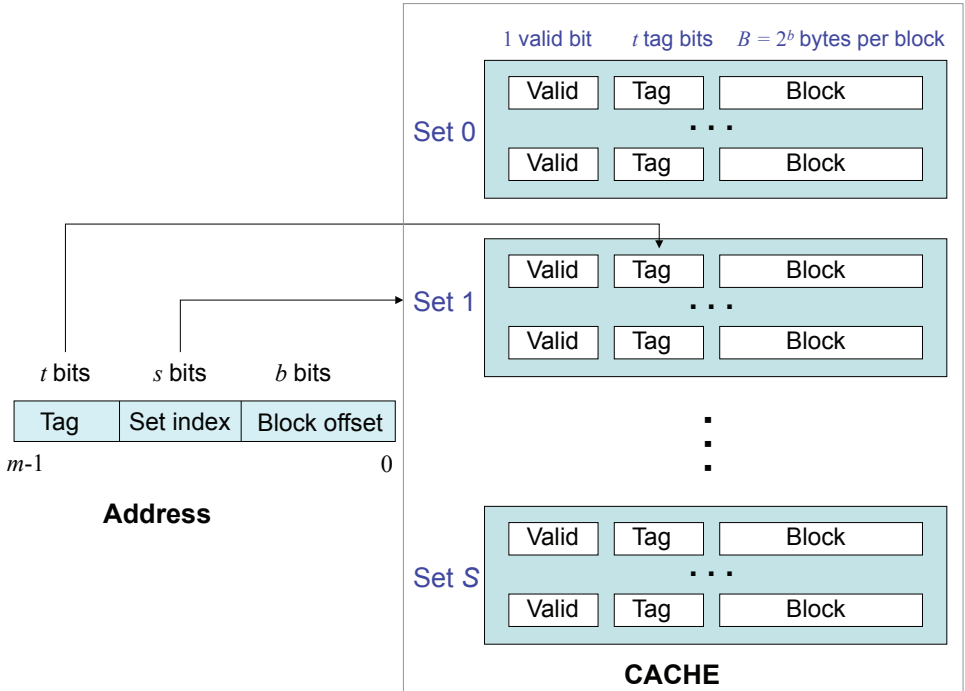 1 valid bit t tag bits B = 2ᵇ bytes per block
Set 0
Valid Tag Block
. . .
Valid Tag Block
Set 1
Valid Tag Block
. . .
Valid Tag Block
t bits s bits b bits
Tag Set index Block offset
m-1 0
Address
Set S
Valid Tag Block
. . .
Valid Tag Block
CACHE